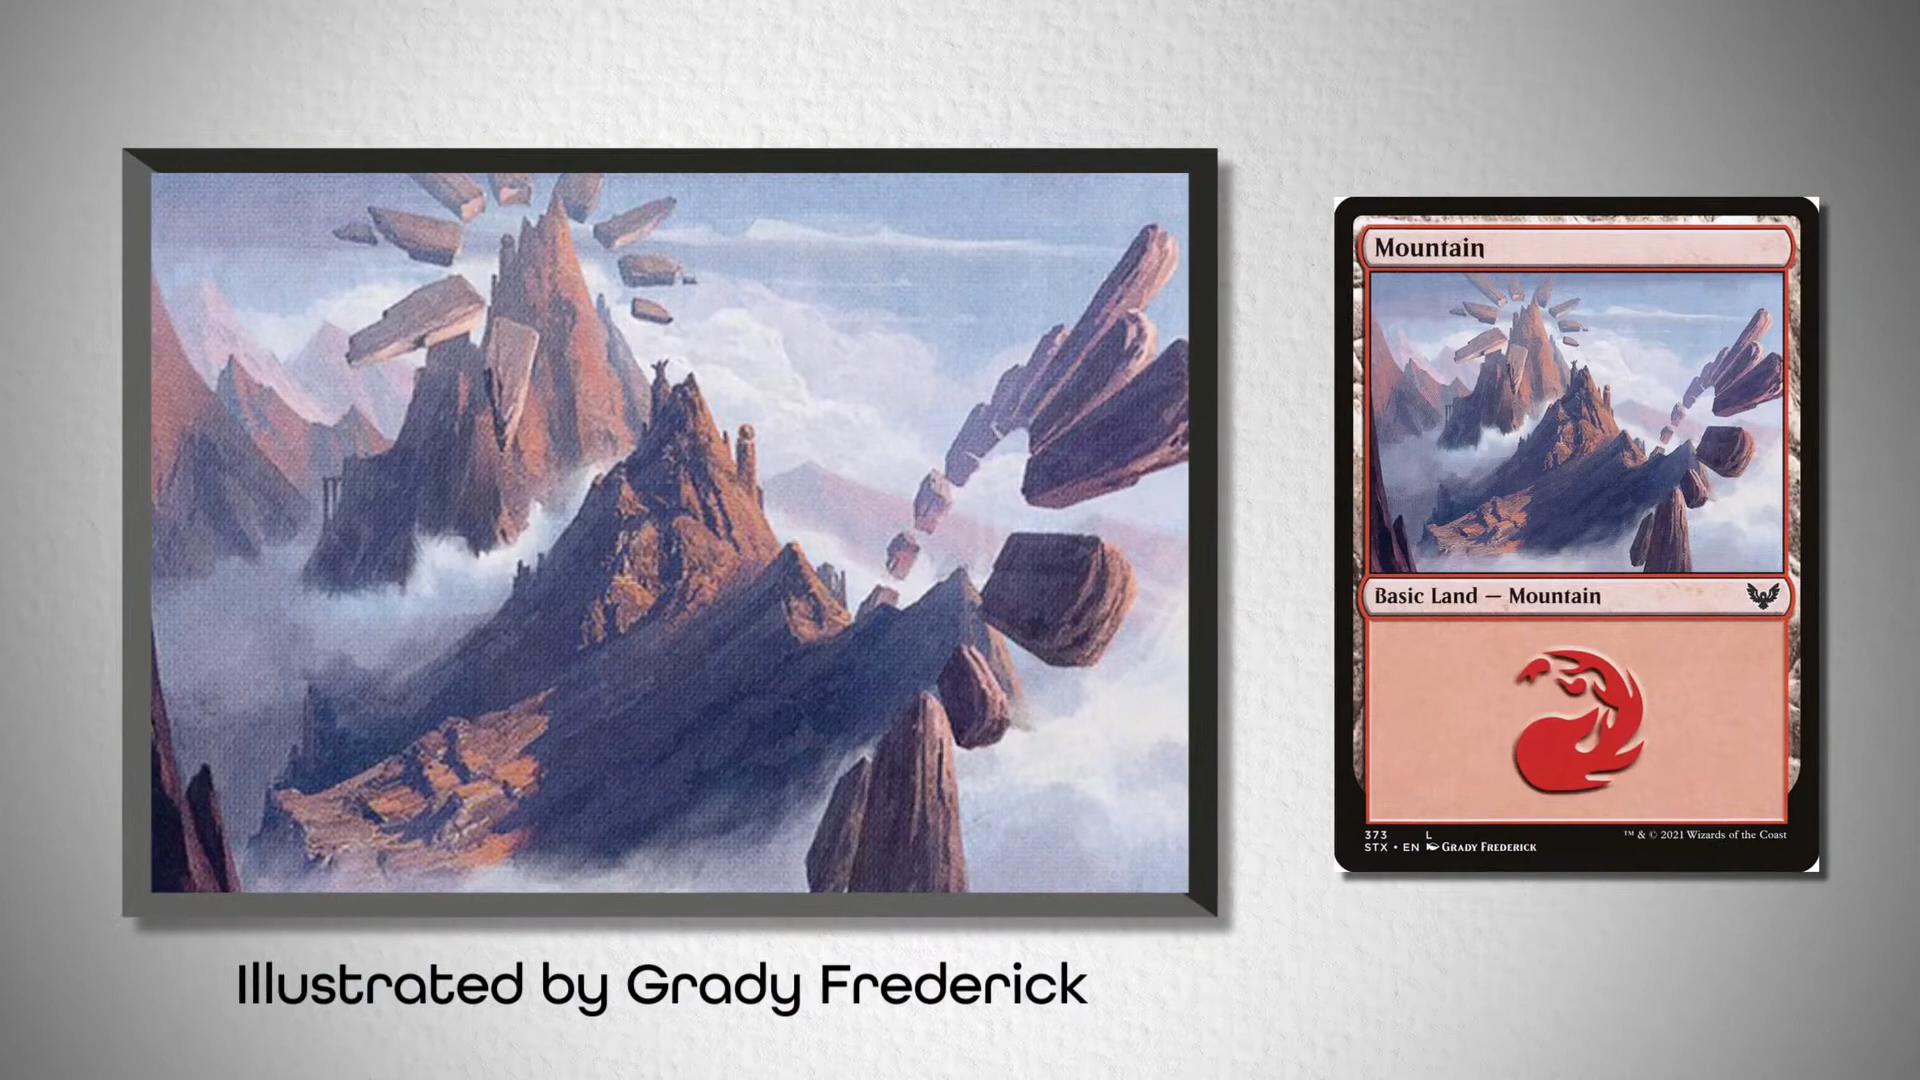 Mountain
Basic Land — Mountain
373 L
STX • EN GRADY FREDERICK
™ & © 2021 Wizards of the Coast
Illustrated by Grady Frederick